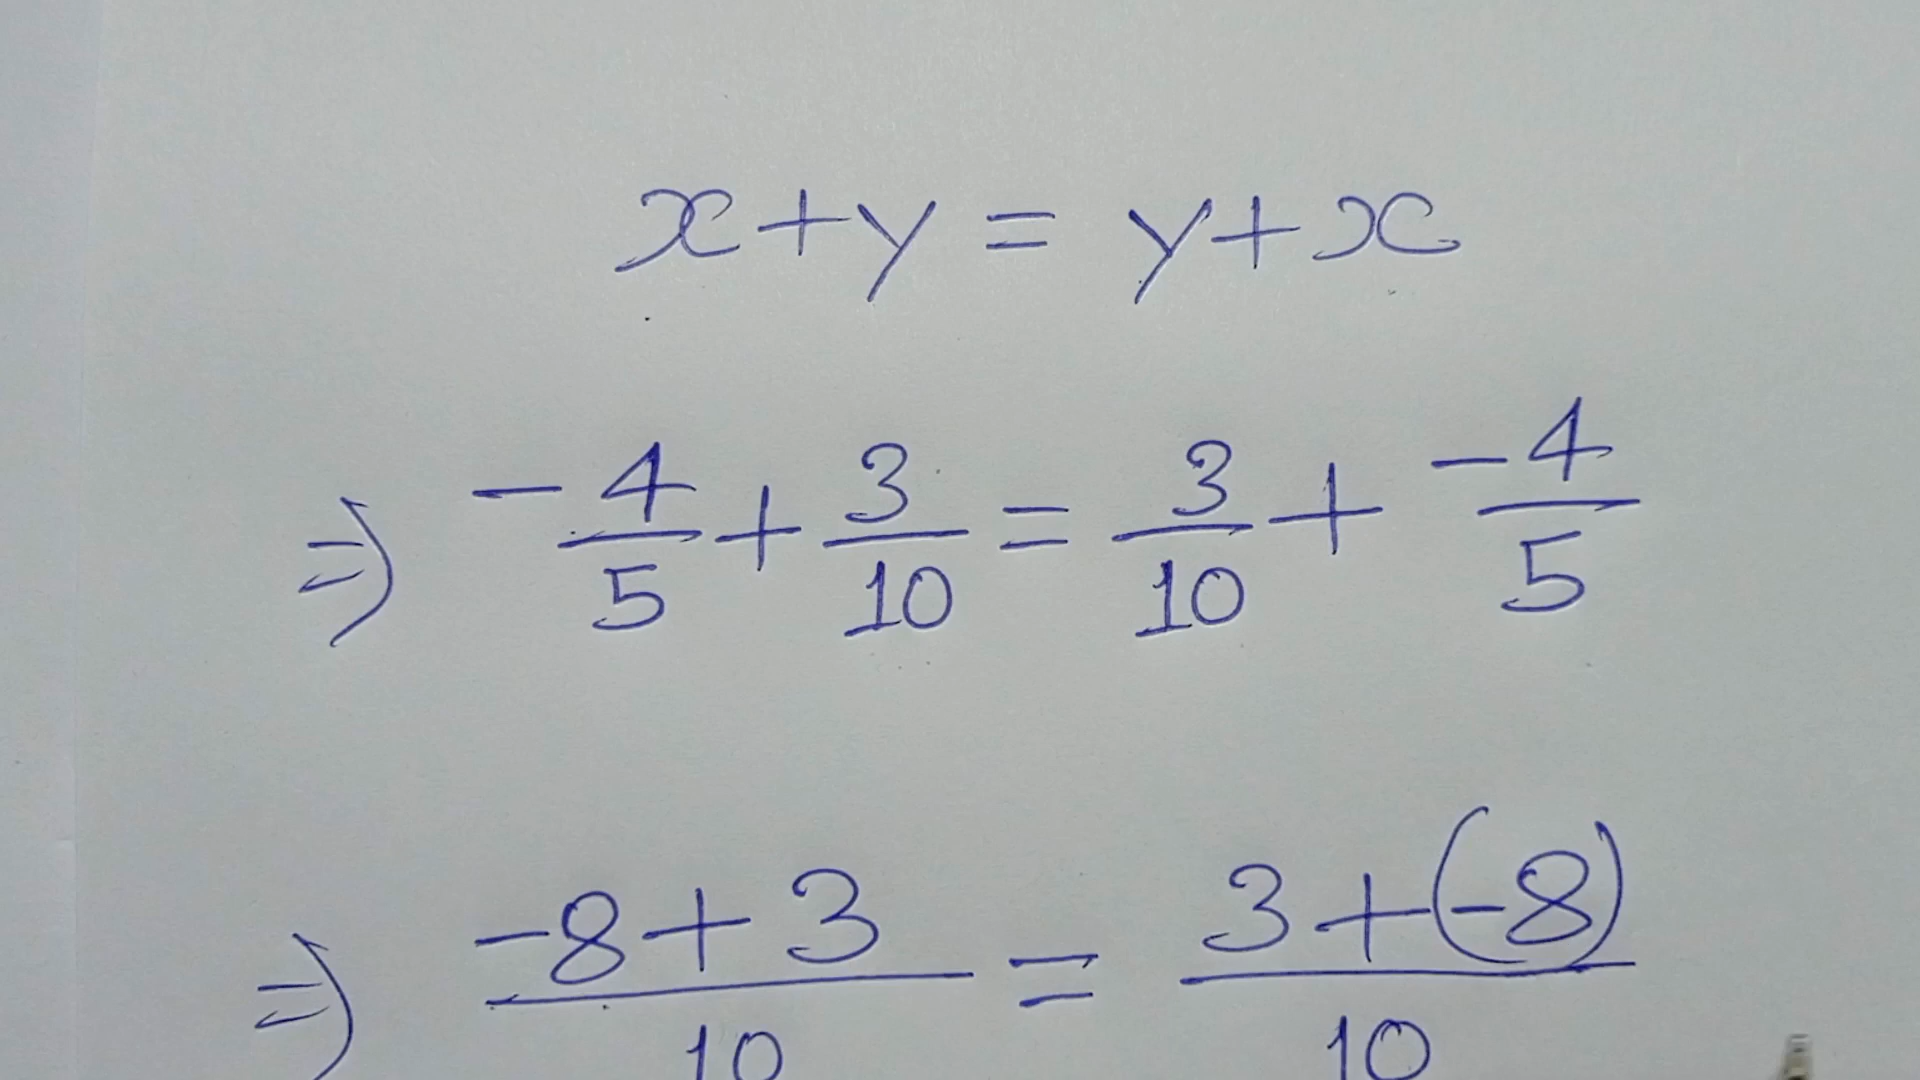 x + y = y + x
⇒ -4/5 + 3/10 = 3/10 + -4/5
⇒ (-8 + 3)/10 = (3 + (-8))/10